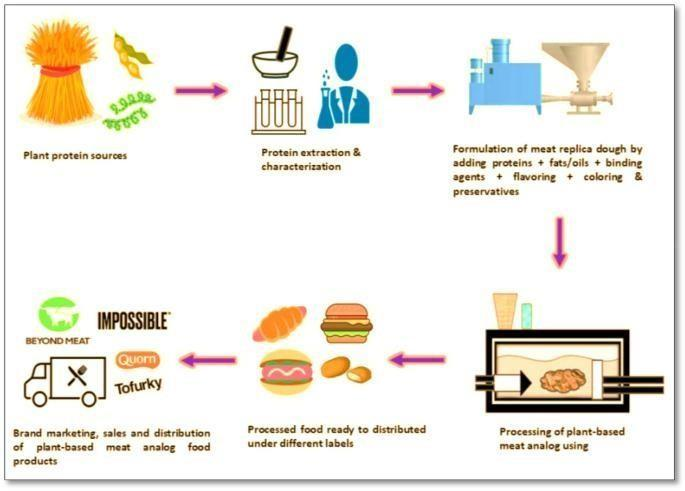 Plant protein sources
Protein extraction &
characterization
Formulation of meat replica dough by
adding proteins + fats/oils + binding
agents + flavoring + coloring &
preservatives
BEYOND MEAT
IMPOSSIBLE™
Quorn
Tofurky
Brand marketing, sales and distribution
of plant-based meat analog food
products
Processed food ready to distributed
under different labels
Processing of plant-based
meat analog using